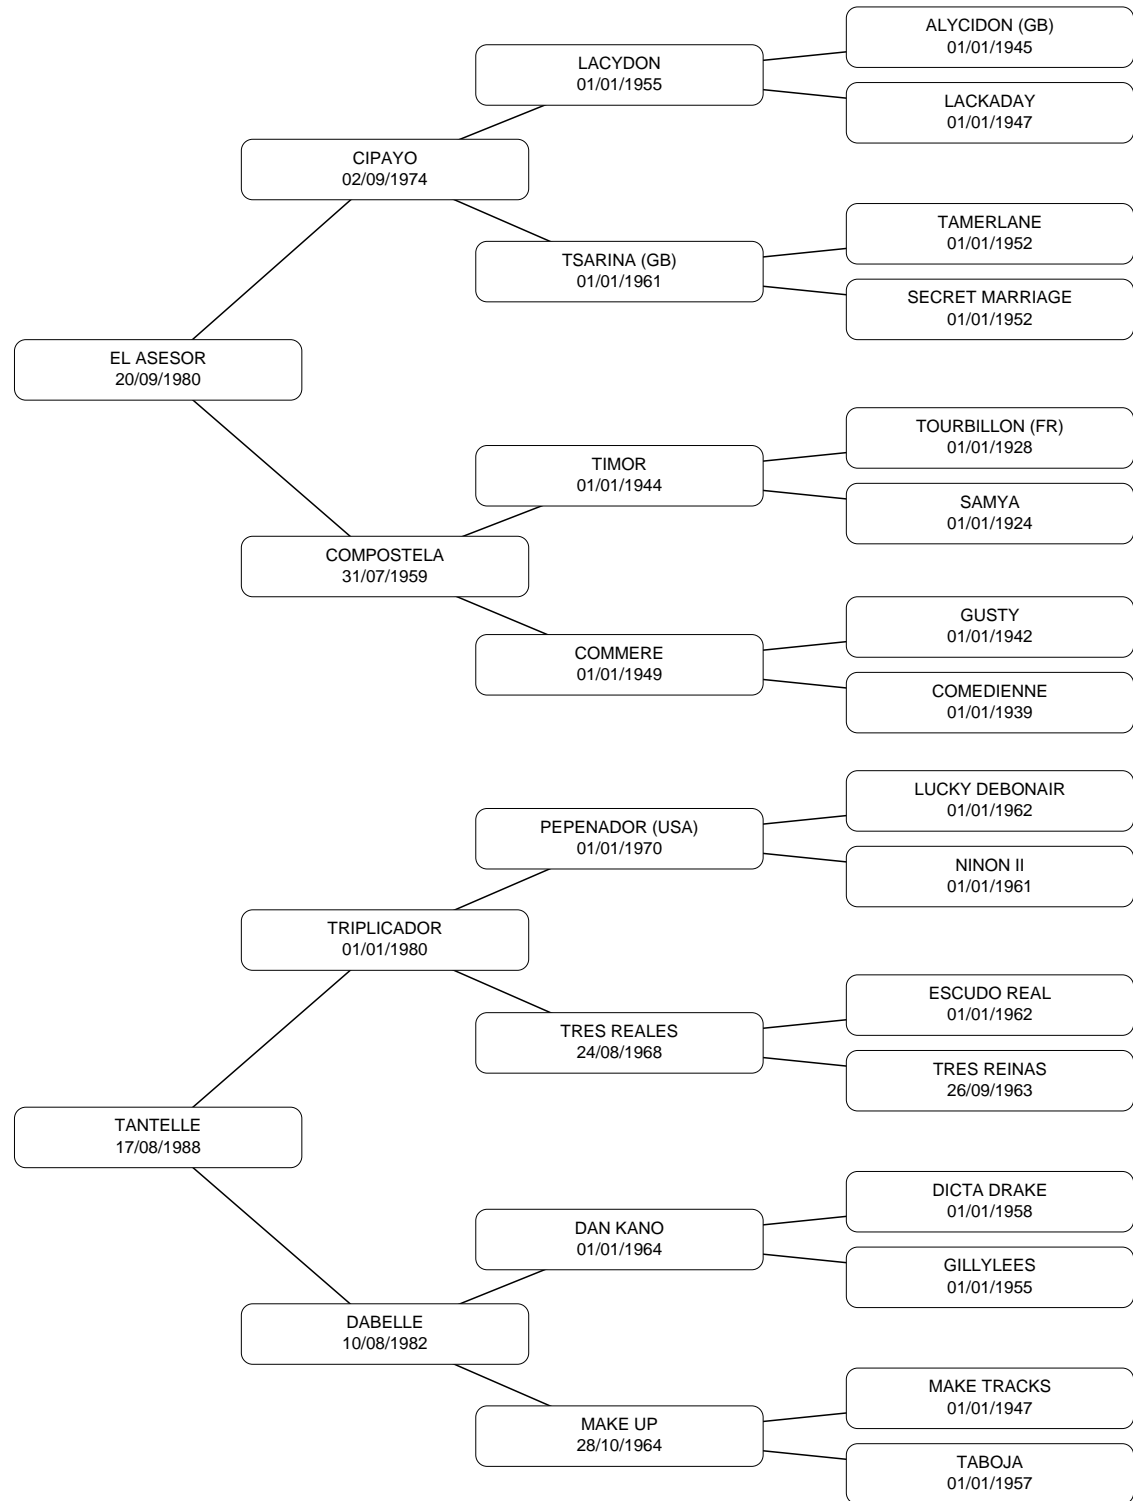 ALYCIDON (GB)
01/01/1945
LACYDON
01/01/1955
LACKADAY
01/01/1947
CIPAYO
02/09/1974
TAMERLANE
01/01/1952
TSARINA (GB)
01/01/1961
SECRET MARRIAGE
01/01/1952
EL ASESOR
20/09/1980
TOURBILLON (FR)
01/01/1928
TIMOR
01/01/1944
SAMYA
01/01/1924
COMPOSTELA
31/07/1959
GUSTY
01/01/1942
COMMERE
01/01/1949
COMEDIENNE
01/01/1939
LUCKY DEBONAIR
01/01/1962
PEPENADOR (USA)
01/01/1970
NINON II
01/01/1961
TRIPLICADOR
01/01/1980
ESCUDO REAL
01/01/1962
TRES REALES
24/08/1968
TRES REINAS
26/09/1963
TANTELLE
17/08/1988
DICTA DRAKE
01/01/1958
DAN KANO
01/01/1964
GILLYLEES
01/01/1955
DABELLE
10/08/1982
MAKE TRACKS
01/01/1947
MAKE UP
28/10/1964
TABOJA
01/01/1957